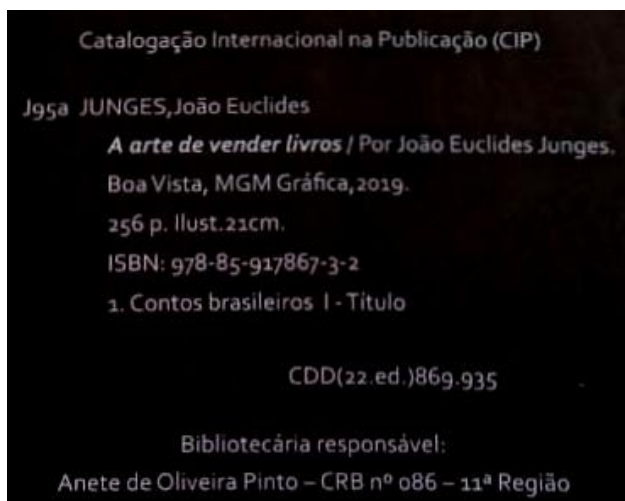 Catalogação Internacional na Publicação (CIP)
J95a JUNGES,João Euclides
A arte de vender livros / Por João Euclides Junges.
Boa Vista, MGM Gráfica,2019.
256 p. Ilust.21cm.
ISBN: 978-85-917867-3-2
1. Contos brasileiros I - Título
CDD(22.ed.)869.935
Bibliotecária responsável:
Anete de Oliveira Pinto – CRB nº 086 – 11ª Região